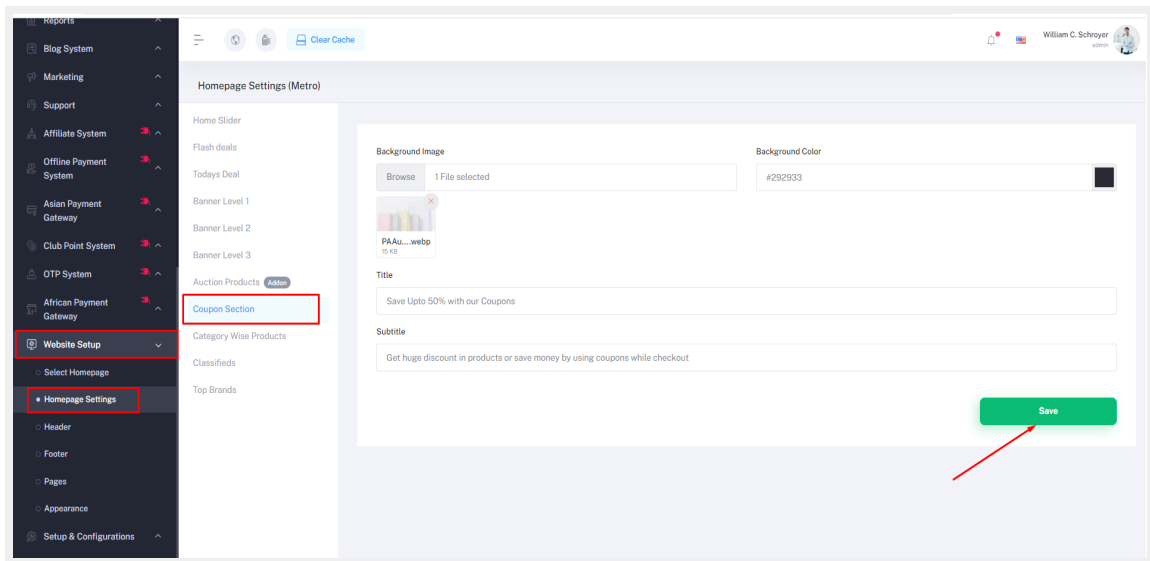 Reports
Blog System
Marketing
Support
Affiliate System
Offline Payment
System
Asian Payment
Gateway
Club Point System
OTP System
African Payment
Gateway
Website Setup
Select Homepage
Homepage Settings
Header
Footer
Pages
Appearance
Setup & Configurations
Clear Cache
William C. Schroyer
admin
Homepage Settings (Metro)
Home Slider
Flash deals
Todays Deal
Banner Level 1
Banner Level 2
Banner Level 3
Auction Products Addon
Coupon Section
Category Wise Products
Classifieds
Top Brands
Background Image
Browse 1 File selected
PAAu....webp
15 KB
Background Color
#292933
Title
Save Upto 50% with our Coupons
Subtitle
Get huge discount in products or save money by using coupons while checkout
Save